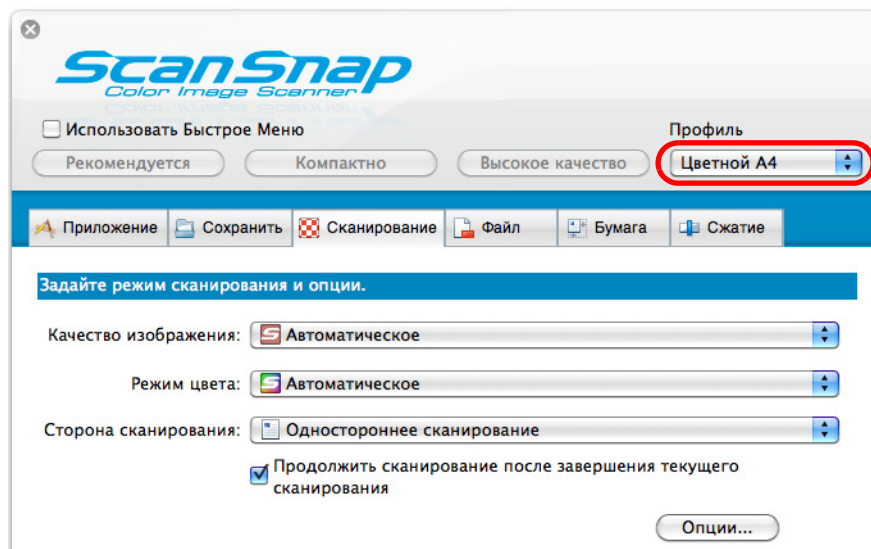 ScanSnap
Color Image Scanner
Использовать Быстрое Меню
Профиль
Рекомендуется
Компактно
Высокое качество
Цветной A4
Приложение
Сохранить
Сканирование
Файл
Бумага
Сжатие
Задайте режим сканирования и опции.
Качество изображения: Автоматическое
Режим цвета: Автоматическое
Сторона сканирования: Одностороннее сканирование
Продолжить сканирование после завершения текущего
сканирования
Опции...